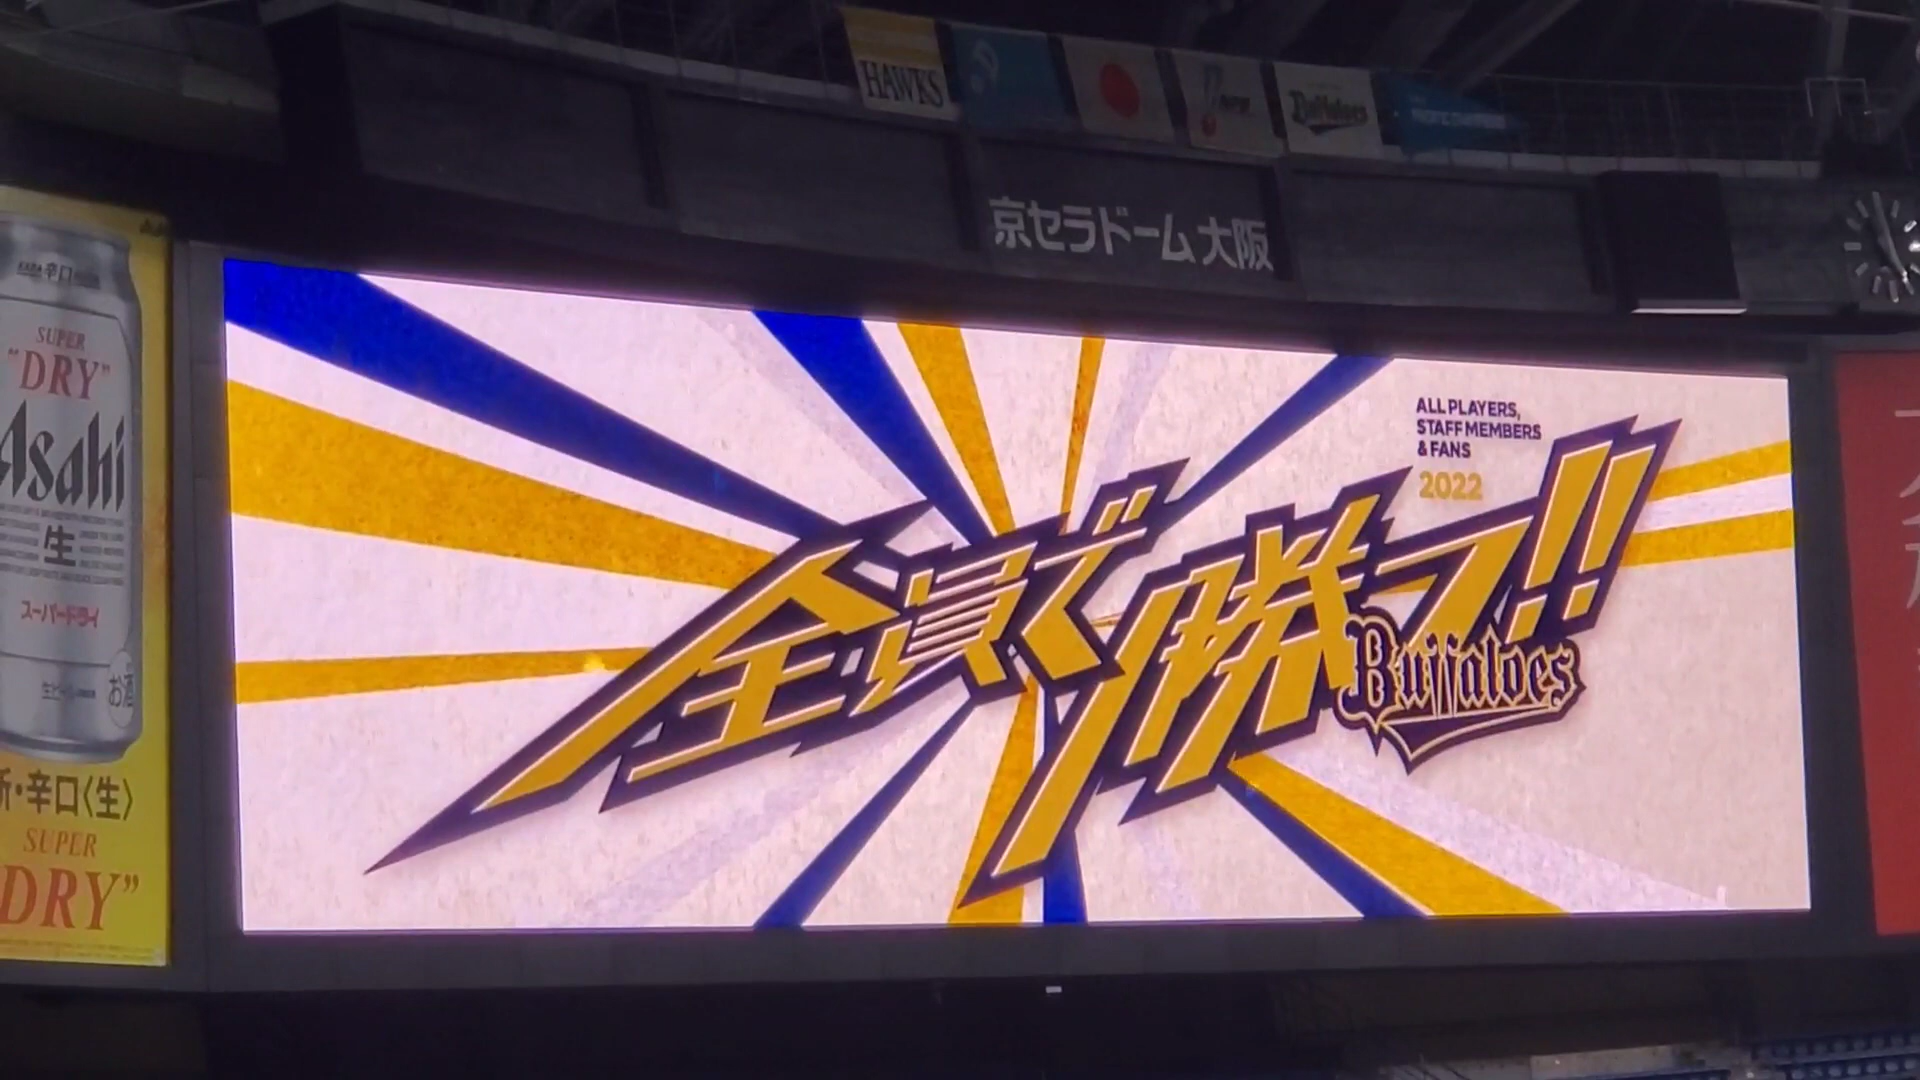 HAWKS
Buffaloes
京セラドーム大阪
辛口
SUPER
"DRY"
Asahi
生
スーパードライ
お酒
辛口〈生〉
SUPER
DRY"
ALL PLAYERS,
STAFF MEMBERS
& FANS
2022
全員で勝つ!!
Buffaloes